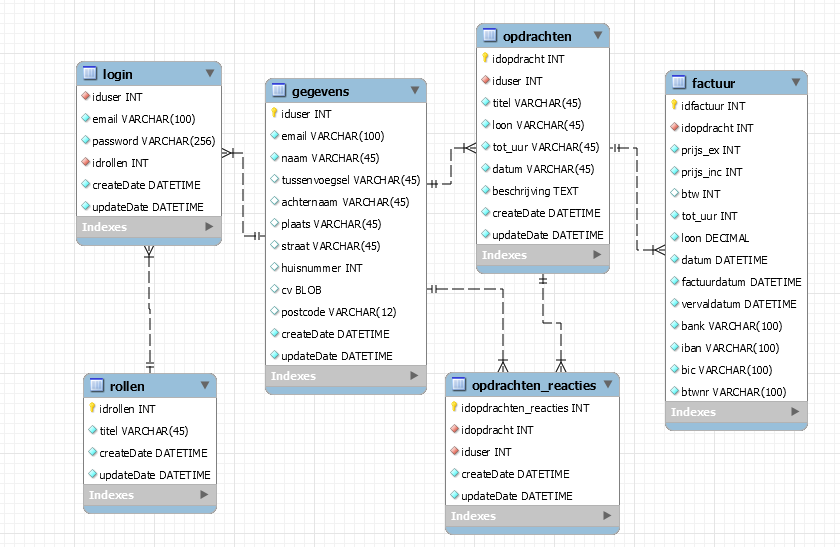 login
iduser INT
email VARCHAR(100)
password VARCHAR(256)
idrollen INT
createDate DATETIME
updateDate DATETIME
Indexes
gegevens
iduser INT
email VARCHAR(100)
naam VARCHAR(45)
tussenvoegsel VARCHAR(45)
achternaam VARCHAR(45)
plaats VARCHAR(45)
straat VARCHAR(45)
huisnummer INT
cv BLOB
postcode VARCHAR(12)
createDate DATETIME
updateDate DATETIME
Indexes
opdrachten
idopdracht INT
iduser INT
titel VARCHAR(45)
loon VARCHAR(45)
tot_uur VARCHAR(45)
datum VARCHAR(45)
beschrijving TEXT
createDate DATETIME
updateDate DATETIME
Indexes
factuur
idfactuur INT
idopdracht INT
prijs_ex INT
prijs_inc INT
btw INT
tot_uur INT
loon DECIMAL
datum DATETIME
factuurdatum DATETIME
vervaldatum DATETIME
bank VARCHAR(100)
iban VARCHAR(100)
bic VARCHAR(100)
btwnr VARCHAR(100)
Indexes
rollen
idrollen INT
titel VARCHAR(45)
createDate DATETIME
updateDate DATETIME
Indexes
opdrachten_reacties
idopdrachten_reacties INT
idopdracht INT
iduser INT
createDate DATETIME
updateDate DATETIME
Indexes